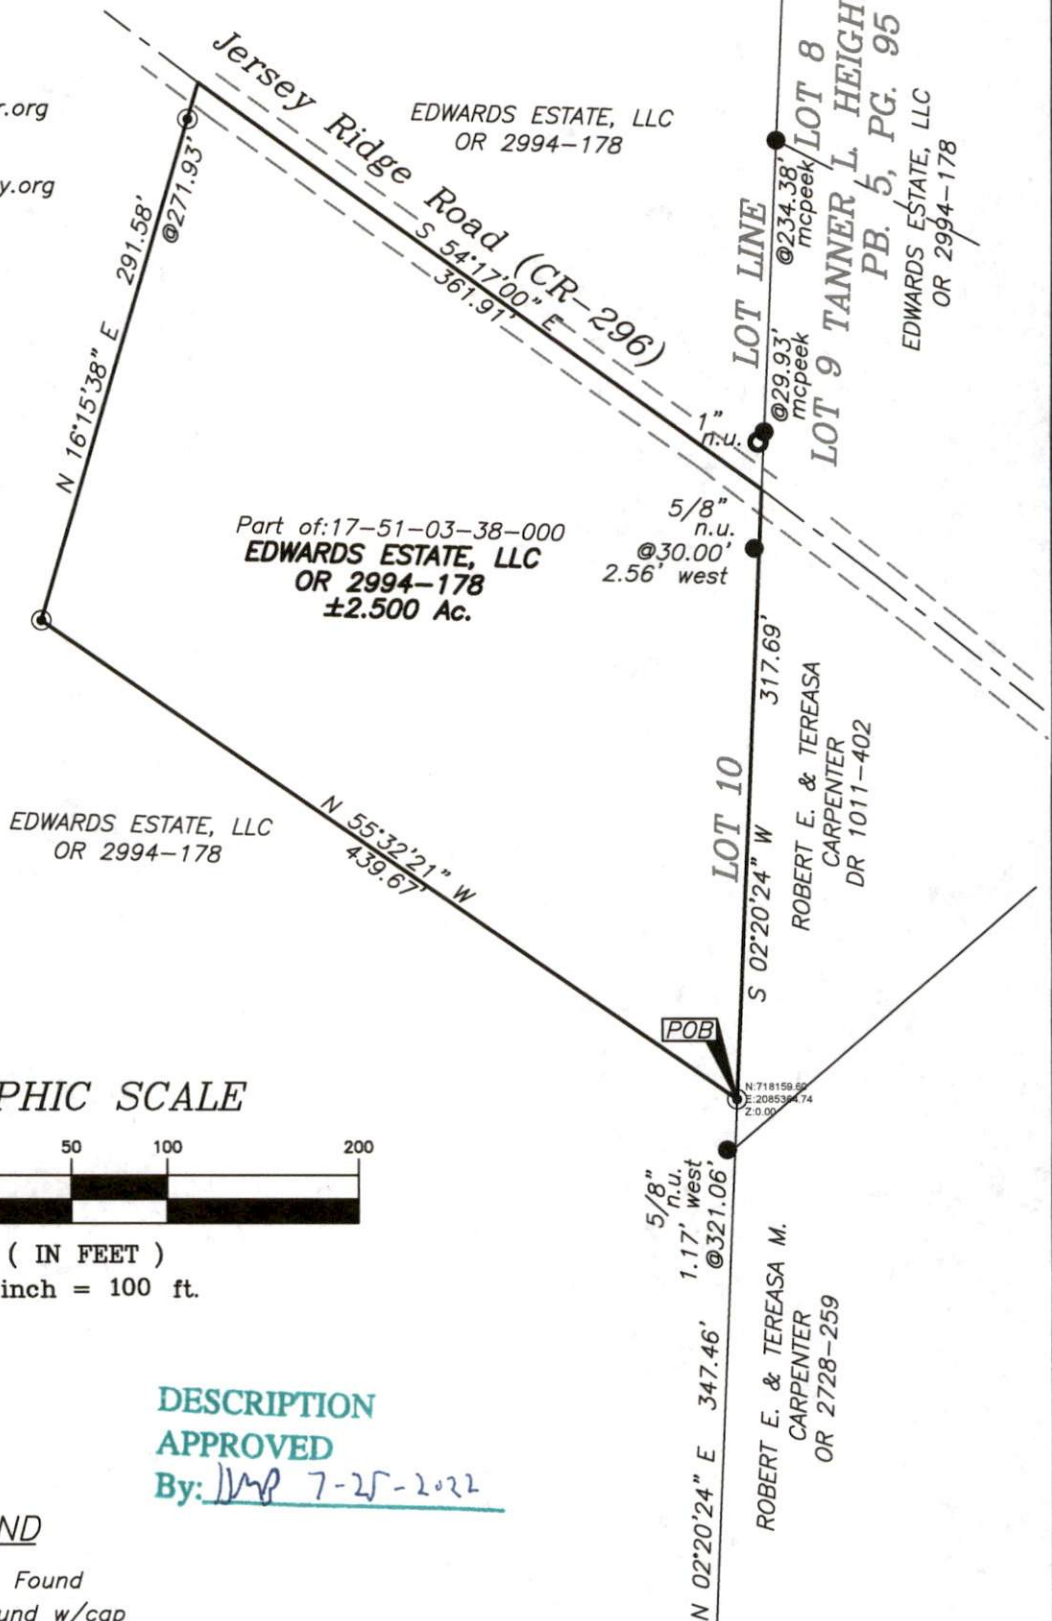 r.org
y.org
Jersey Ridge Road (CR-296)
S 54°17'00" E
361.91'
EDWARDS ESTATE, LLC
OR 2994-178
291.58'
@271.93'
N 16°15'38" E
LOT 8
@234.38'
mcpeek
LOT LINE
LOT 9 TANNER L. HEIGH
PB. 5, PG. 95
EDWARDS ESTATE, LLC
OR 2994-178
@29.93'
mcpeek
1"
n.u.
5/8"
n.u.
@30.00'
2.56' west
Part of:17-51-03-38-000
EDWARDS ESTATE, LLC
OR 2994-178
±2.500 Ac.
317.69'
S 02°20'24" W
LOT 10
ROBERT E. & TEREASA
CARPENTER
DR 1011-402
EDWARDS ESTATE, LLC
OR 2994-178
N 55°32'21" W
439.67'
POB
N:718159.60
Z:0.00
5/8"
n.u.
1.17' west
@321.06'
PHIC SCALE
50 100 200
( IN FEET )
inch = 100 ft.
N 02°20'24" E 347.46'
ROBERT E. & TEREASA M.
CARPENTER
OR 2728-259
DESCRIPTION
APPROVED
By: 7-25-2022
ND
Found
und w/cap